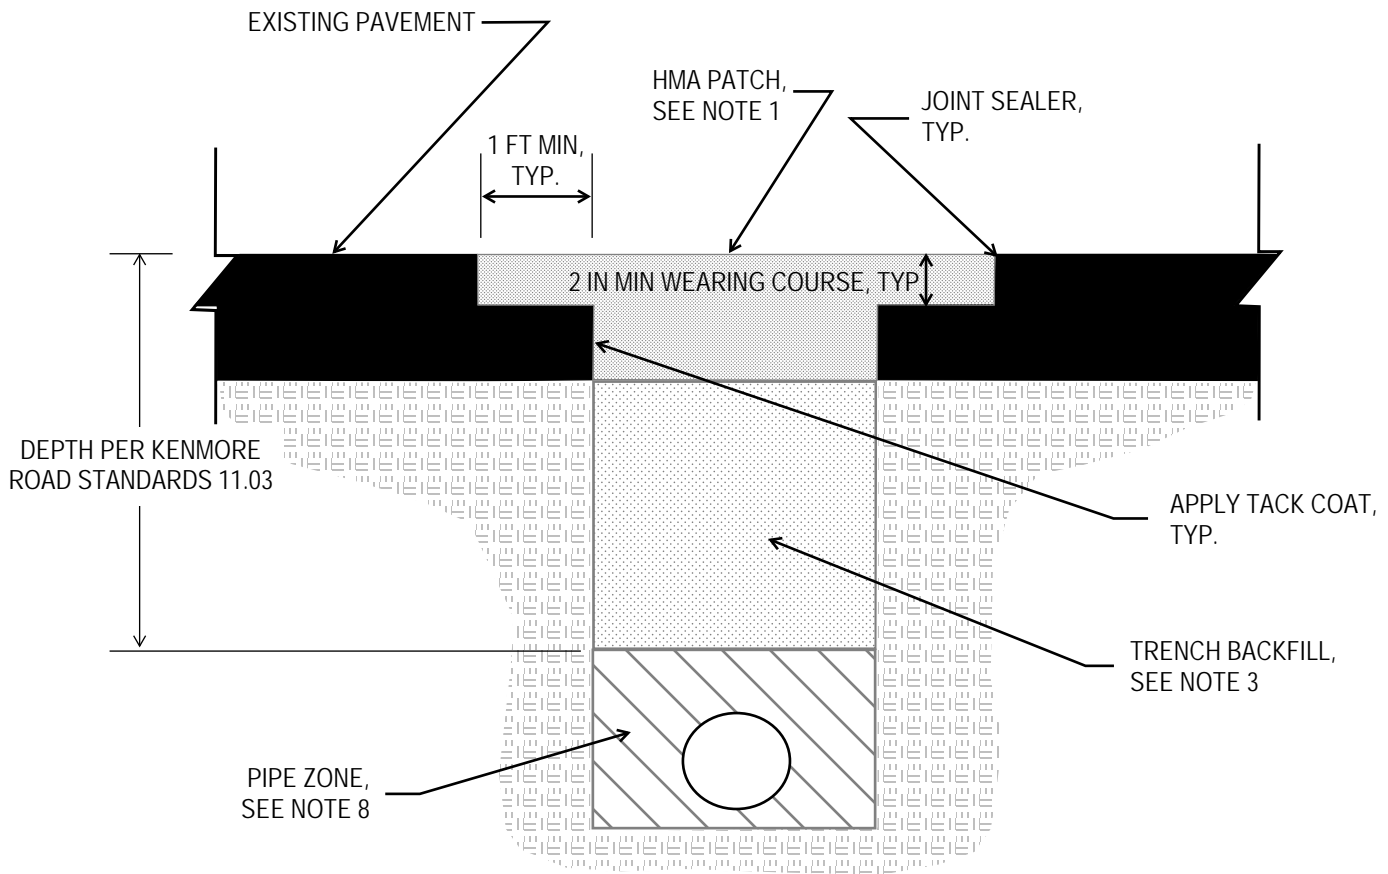 EXISTING PAVEMENT
HMA PATCH,
SEE NOTE 1
JOINT SEALER,
TYP.
1 FT MIN,
TYP.
2 IN MIN WEARING COURSE, TYP
DEPTH PER KENMORE
ROAD STANDARDS 11.03
APPLY TACK COAT,
TYP.
TRENCH BACKFILL,
SEE NOTE 3
PIPE ZONE,
SEE NOTE 8